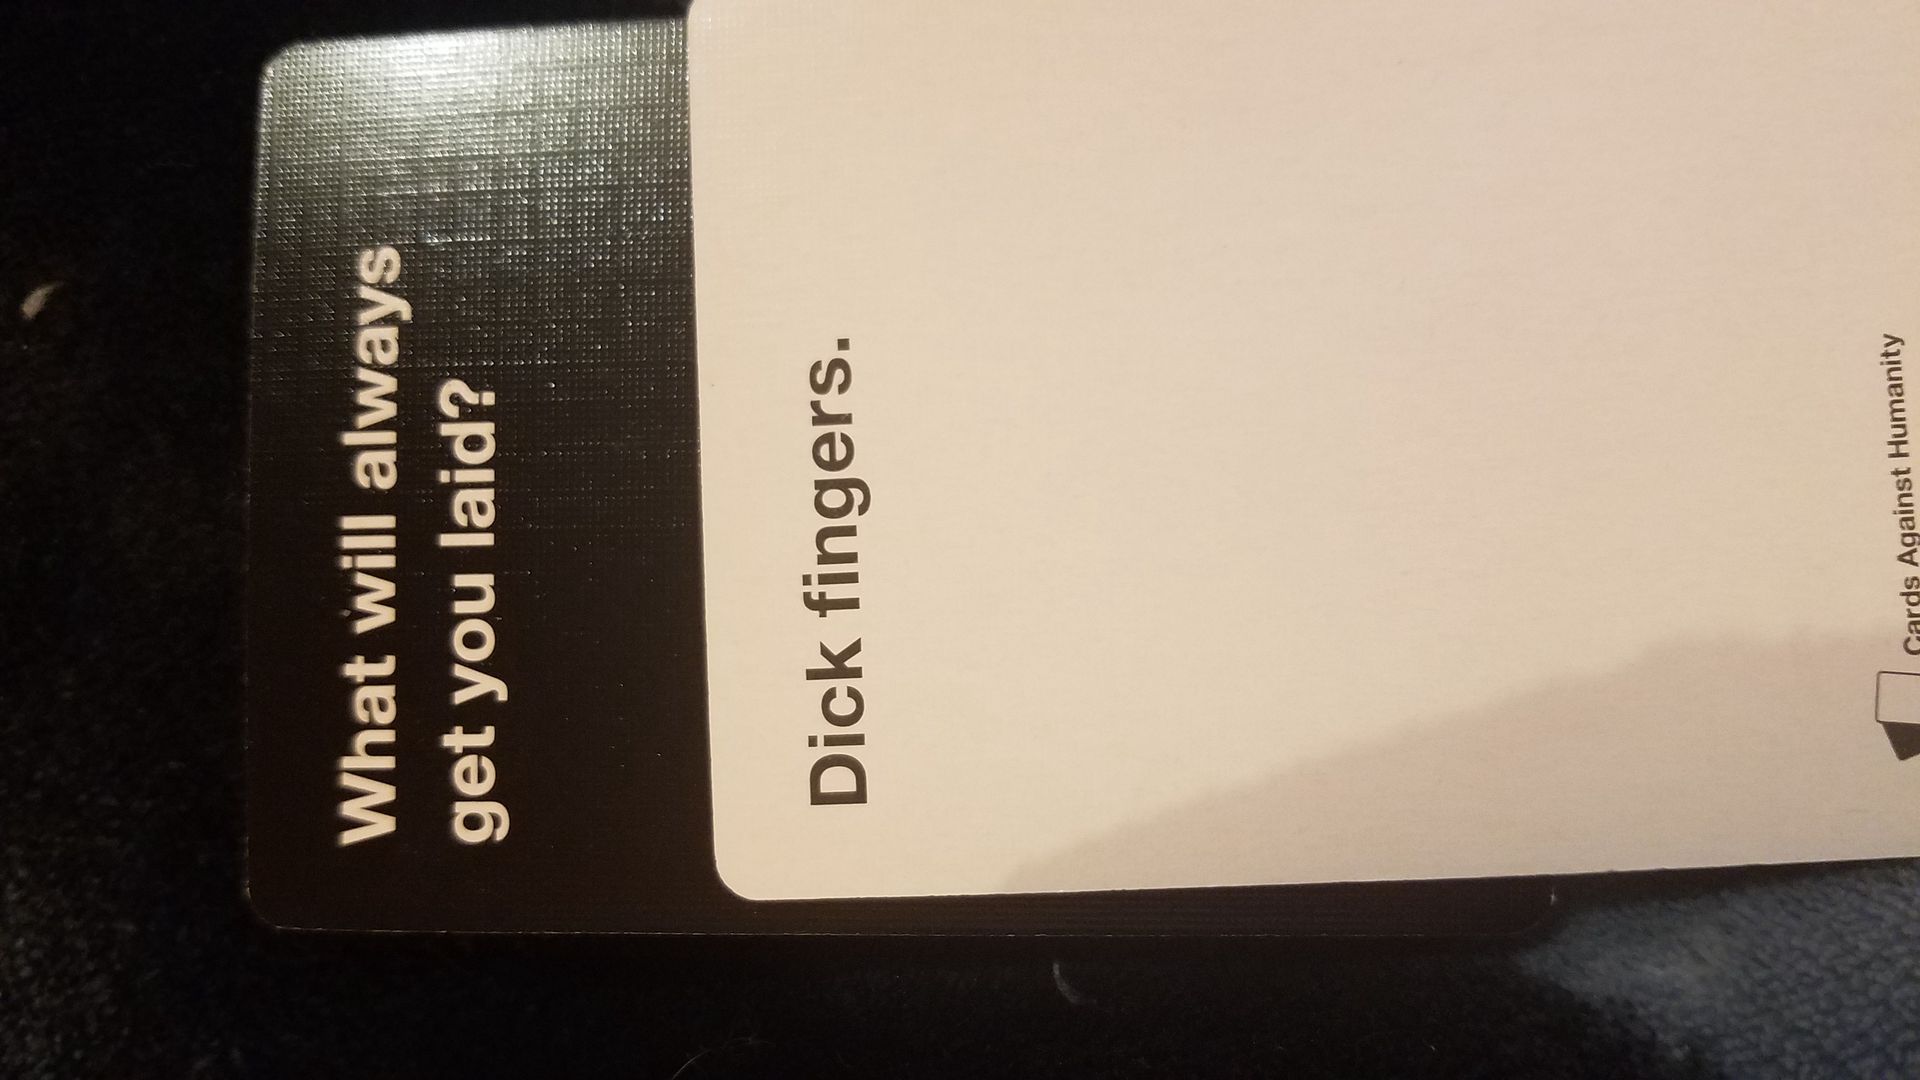 What will always
get you laid?
Dick fingers.
Cards Against Humanity